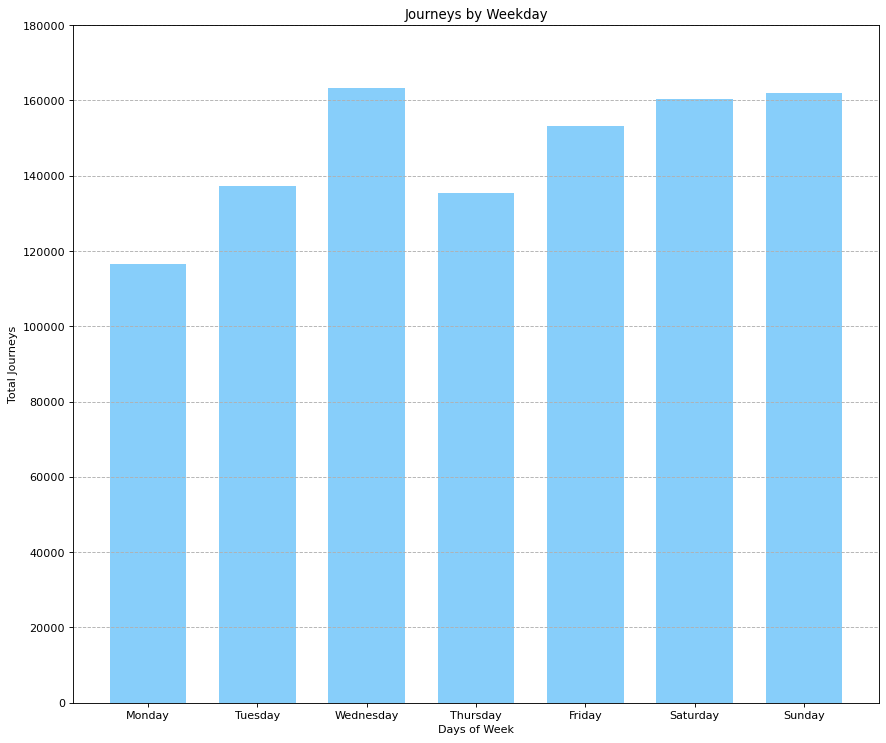 Journeys by Weekday
180000
160000
140000
120000
100000
80000
60000
40000
20000
0
Total Journeys
Monday Tuesday Wednesday Thursday Friday Saturday Sunday
Days of Week